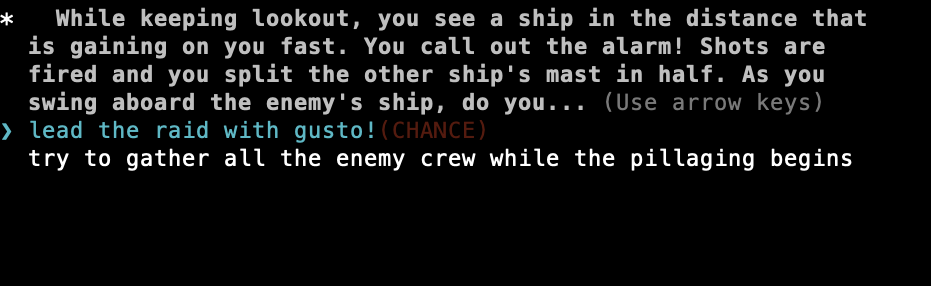 * While keeping lookout, you see a ship in the distance that
is gaining on you fast. You call out the alarm! Shots are
fired and you split the other ship's mast in half. As you
swing aboard the enemy's ship, do you... (Use arrow keys)
❯ lead the raid with gusto!(CHANCE)
try to gather all the enemy crew while the pillaging begins